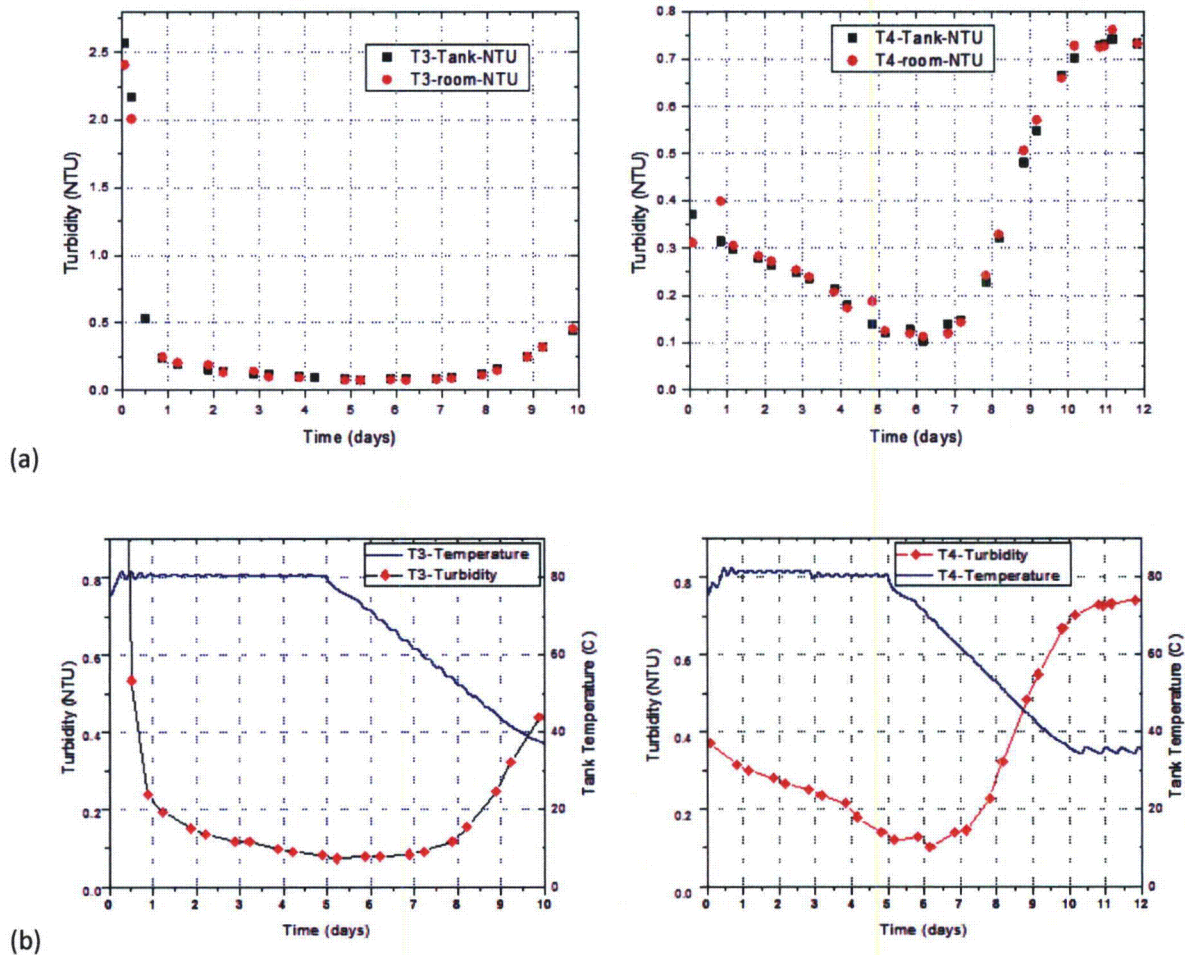 T3-Tank-NTU
T3-room-NTU
2.5
2.0
1.5
1.0
0.5
0.0
Turbidity (NTU)
0 1 2 3 4 5 6 7 8 9 10
Time (days)
T4-Tank-NTU
T4-room-NTU
0.8
0.7
0.6
0.5
0.4
0.3
0.2
0.1
0.0
Turbidity (NTU)
0 1 2 3 4 5 6 7 8 9 10 11 12
Time (days)
(a)
T3-Temperature
T3-Turbidity
0.8
0.6
0.4
0.2
0.0
Turbidity (NTU)
80
60
40
20
0
Tank Temperature (C)
0 1 2 3 4 5 6 7 8 9 10
Time (days)
T4-Turbidity
T4-Temperature
0.8
0.6
0.4
0.2
0.0
Turbidity (NTU)
80
60
40
20
0
Tank Temperature (C)
0 1 2 3 4 5 6 7 8 9 10 11 12
Time (days)
(b)